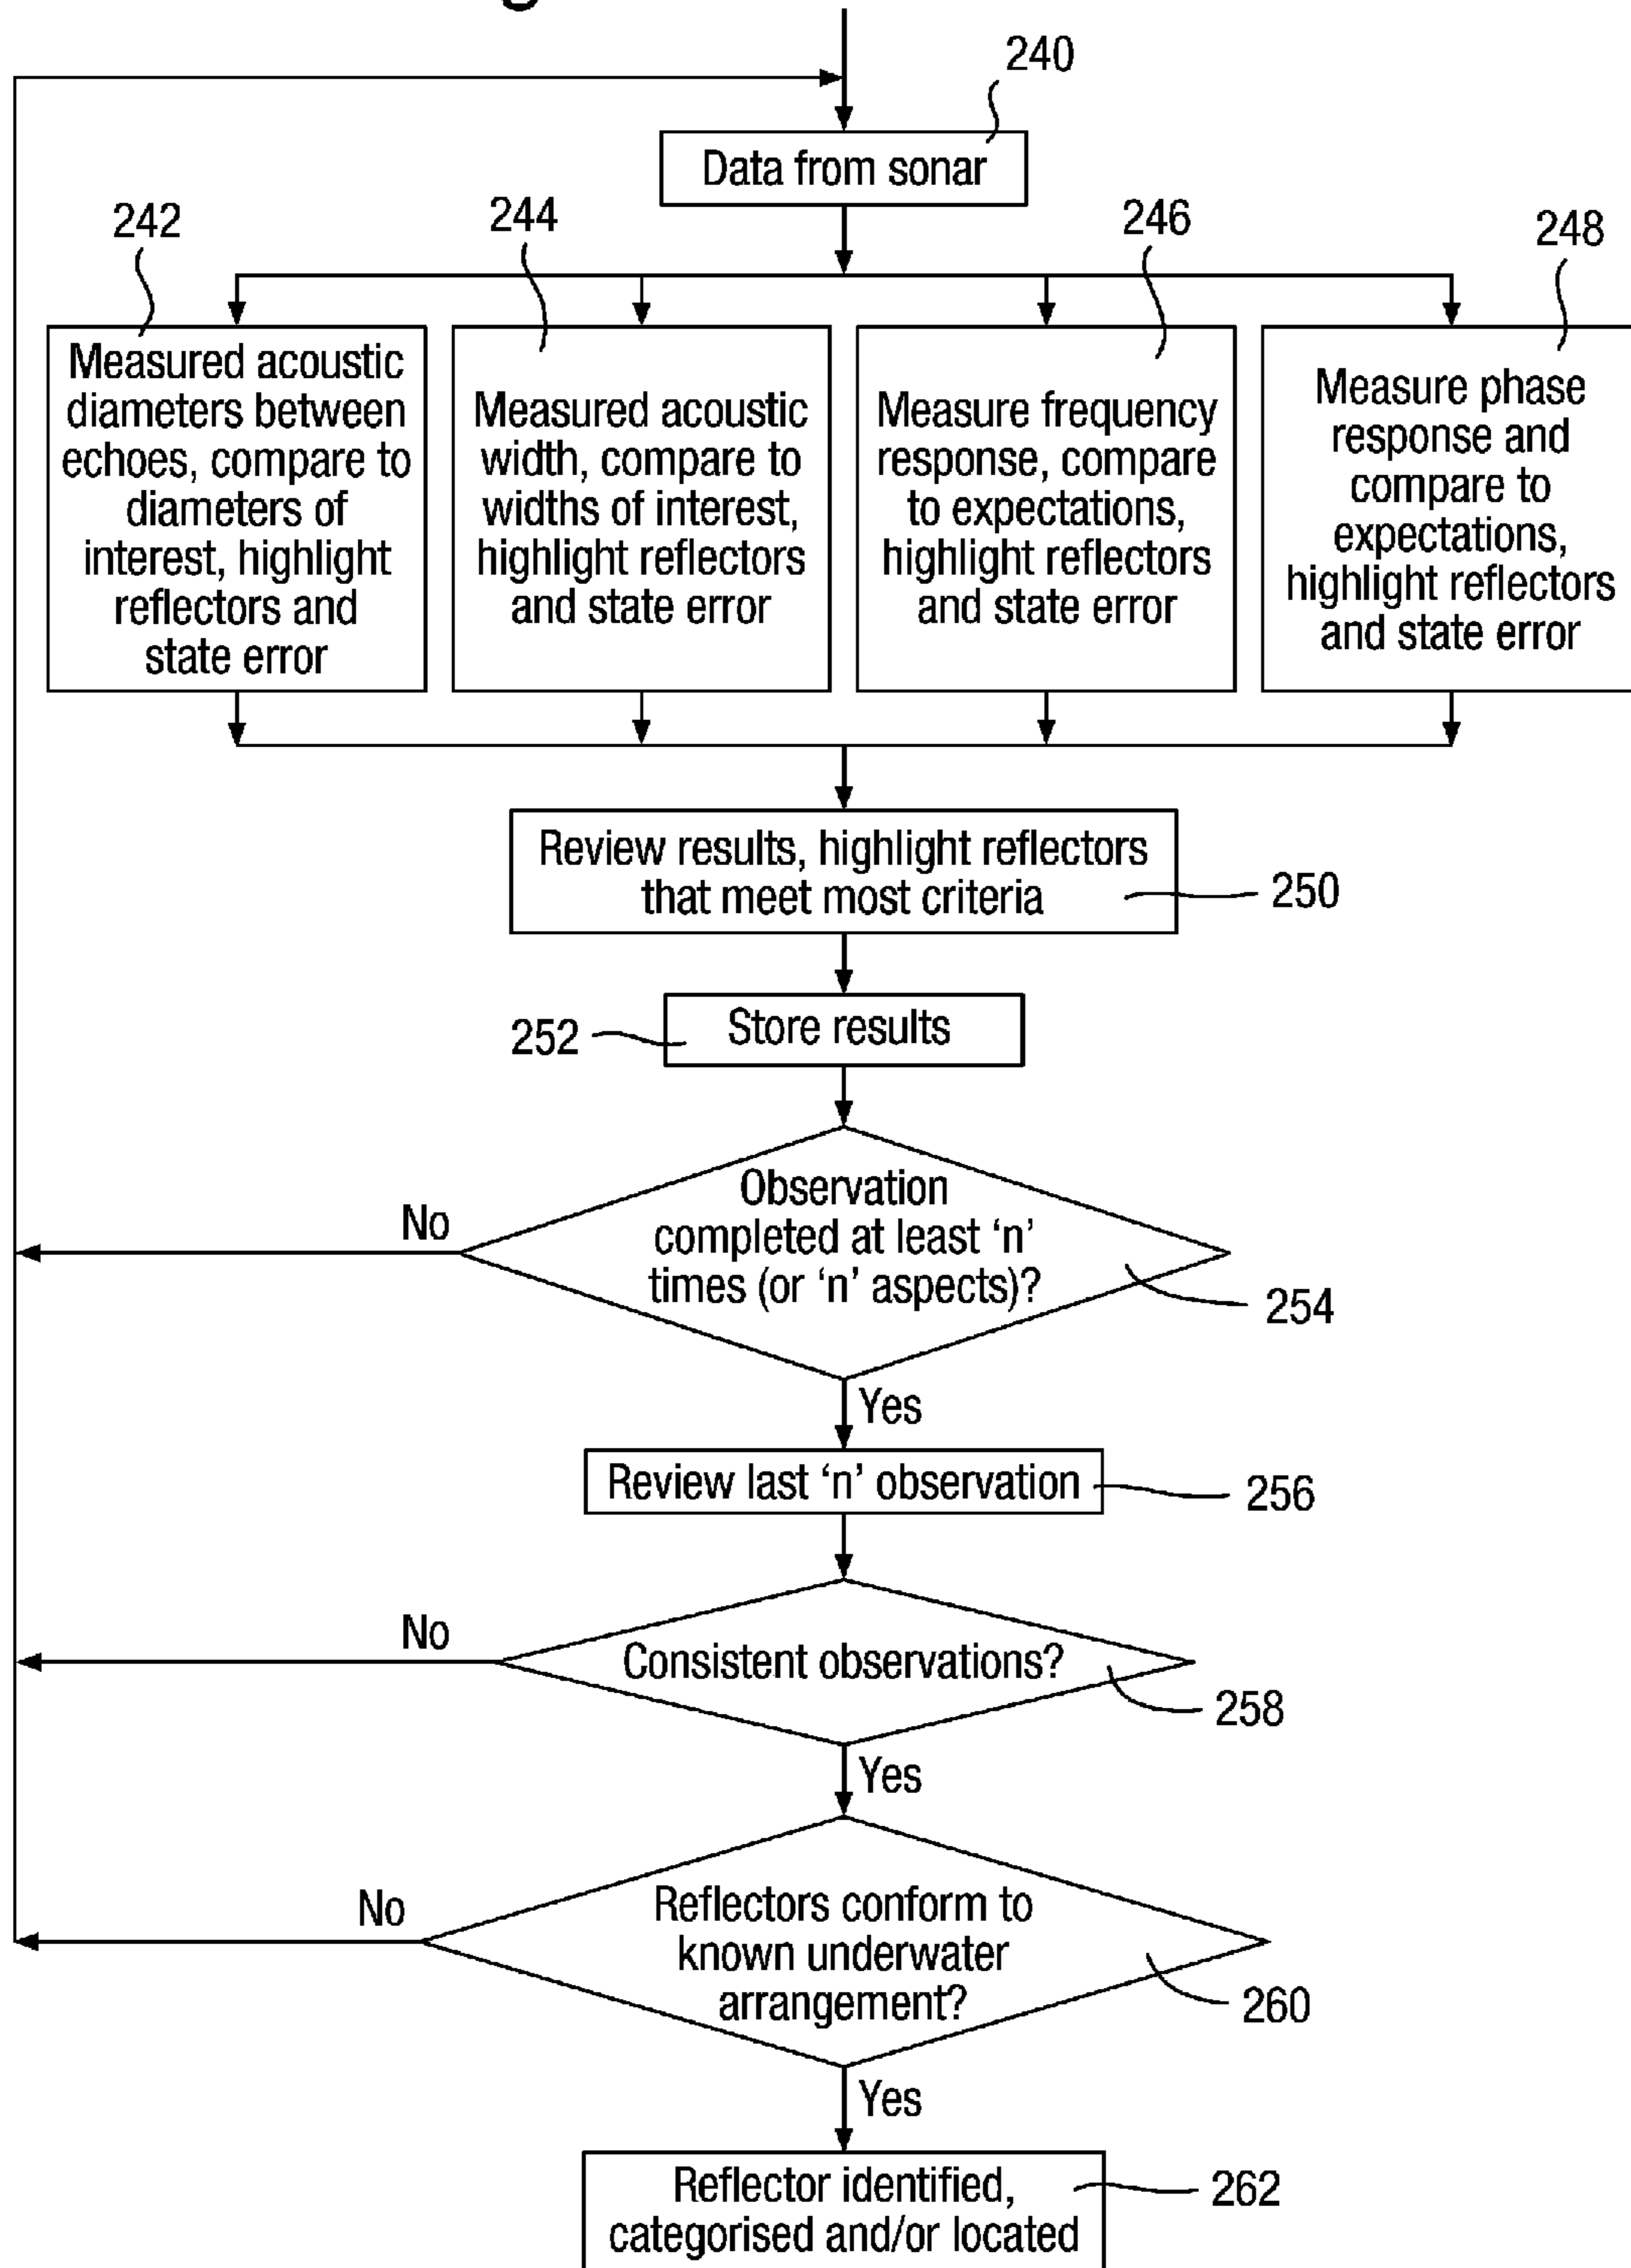 240
Data from sonar
242
244
246
248
Measured acoustic
diameters between
echoes, compare to
diameters of
interest, highlight
reflectors and
state error
Measured acoustic
width, compare to
widths of interest,
highlight reflectors
and state error
Measure frequency
response, compare
to expectations,
highlight reflectors
and state error
Measure phase
response and
compare to
expectations,
highlight reflectors
and state error
Review results, highlight reflectors
that meet most criteria
250
252
Store results
No
Observation
completed at least ‘n’
times (or ‘n’ aspects)?
254
Yes
Review last ‘n’ observation
256
No
Consistent observations?
258
Yes
No
Reflectors conform to
known underwater
arrangement?
260
Yes
Reflector identified,
categorised and/or located
262